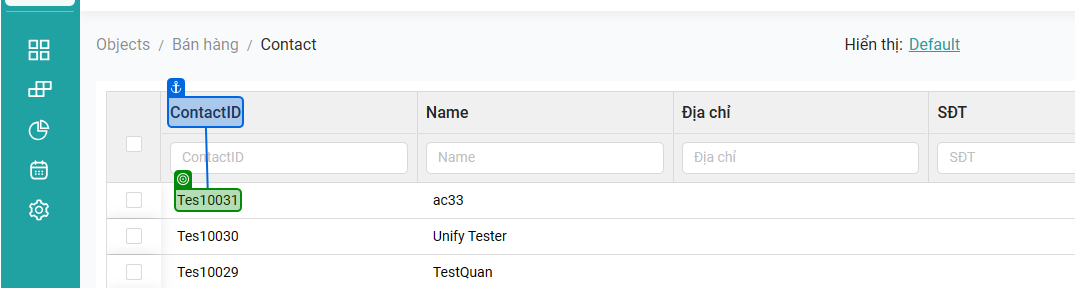 Objects / Bán hàng / Contact
Hiển thị: Default
ContactID Name Địa chỉ SĐT
ContactID Name Địa chỉ SĐT
Tes10031 ac33
Tes10030 Unify Tester
Tes10029 TestQuan